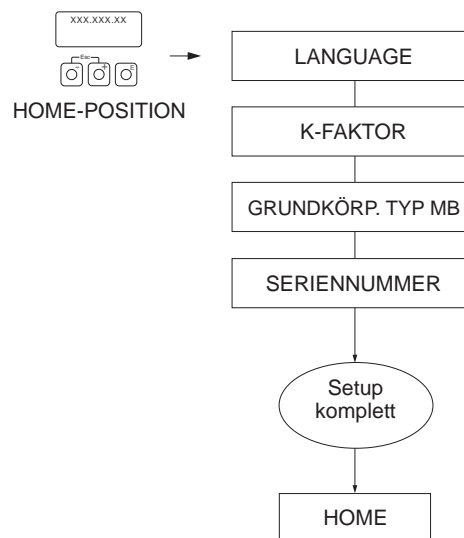 XXX.XXX.XX
Esc
- + E
HOME-POSITION
LANGUAGE
K-FAKTOR
GRUNDKÖRP. TYP MB
SERIENNUMMER
Setup
komplett
HOME